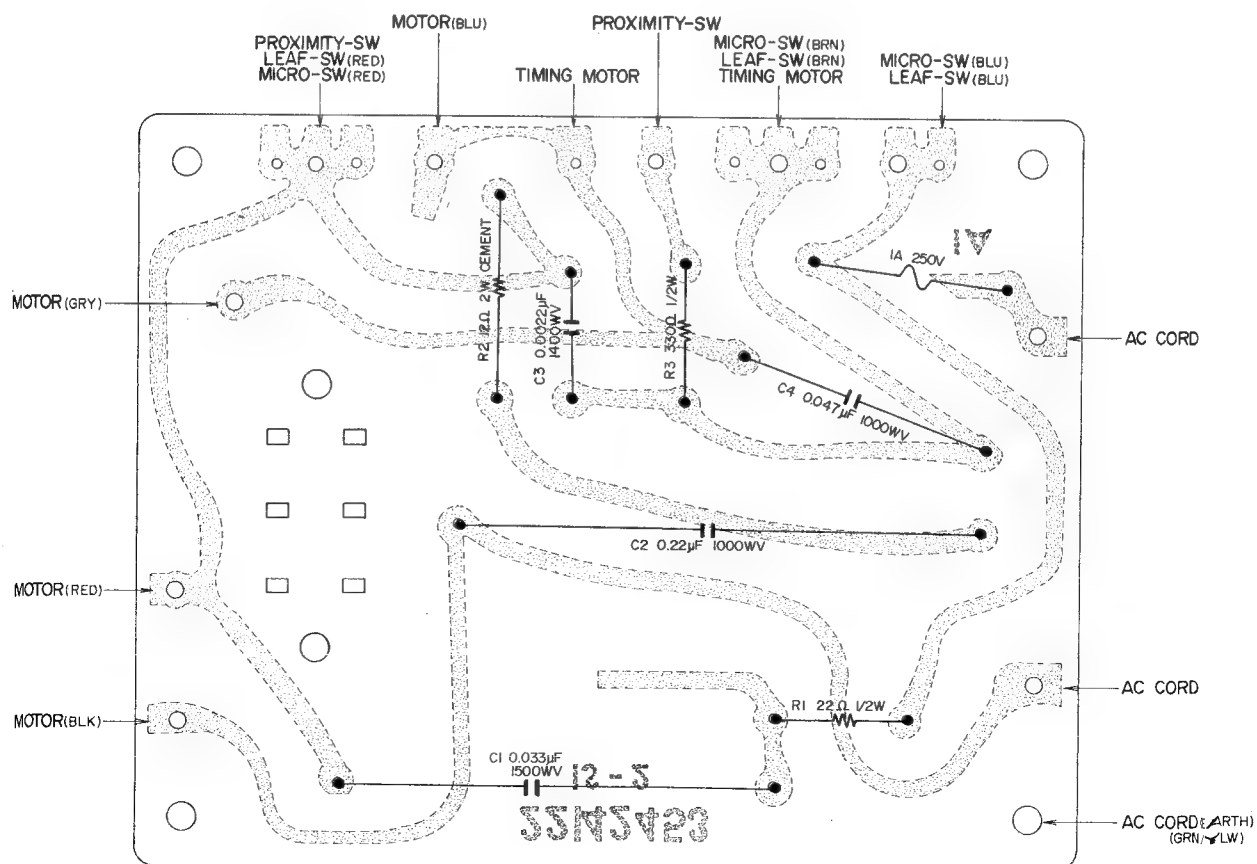 MOTOR(BLU)
PROXIMITY-SW
PROXIMITY-SW
LEAF-SW(RED)
MICRO-SW(RED)
TIMING MOTOR
MICRO-SW(BRN)
LEAF-SW(BRN)
TIMING MOTOR
MICRO-SW(BLU)
LEAF-SW(BLU)
1A
1A 250V
MOTOR(GRY)
R2 12Ω 2W CEMENT
C3 0.0022µF
1400WV
R3 330Ω 1/2W
AC CORD
C4 0.047µF 1000WV
C2 0.22µF 1000WV
MOTOR(RED)
AC CORD
R1 22Ω 1/2W
MOTOR(BLK)
C1 0.033µF
1500WV
22142453
AC CORD(EARTH)
(GRN/YLW)